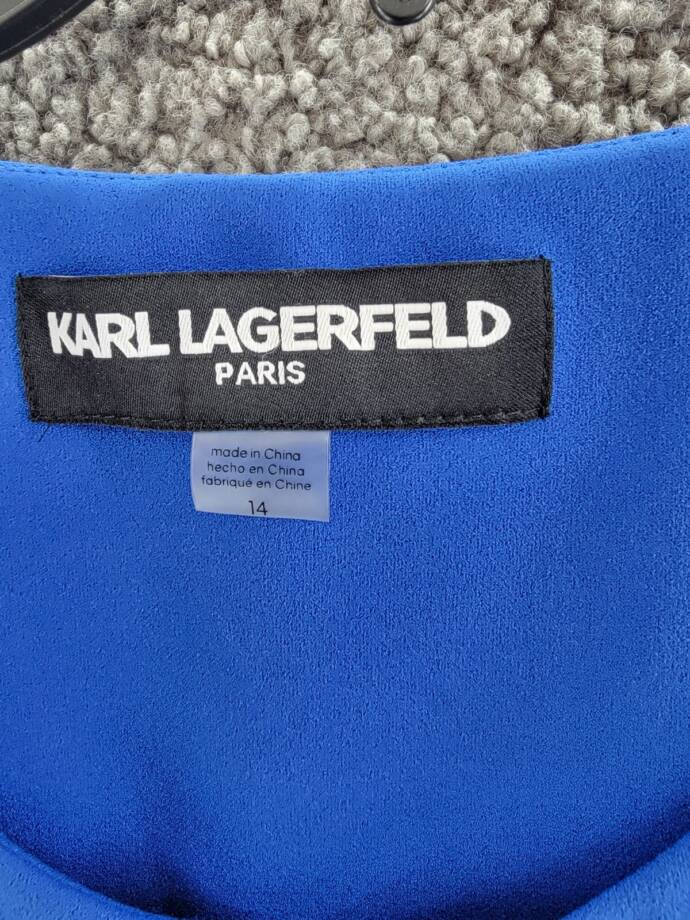 KARL LAGERFELD
PARIS
made in China
hecho en China
fabriqué en Chine
14